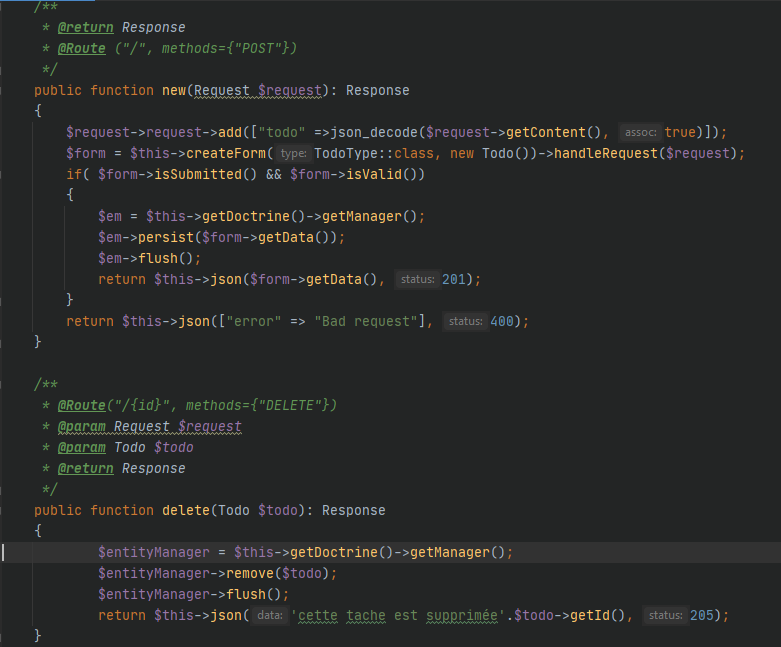 /**
 * @return Response
 * @Route ("/", methods={"POST"})
 */
public function new(Request $request): Response
{
    $request->request->add(["todo" =>json_decode($request->getContent(), assoc: true)]);
    $form = $this->createForm( type: TodoType::class, new Todo())->handleRequest($request);
    if( $form->isSubmitted() && $form->isValid())
    {
        $em = $this->getDoctrine()->getManager();
        $em->persist($form->getData());
        $em->flush();
        return $this->json($form->getData(), status: 201);
    }
    return $this->json(["error" => "Bad request"], status: 400);
}
/**
 * @Route("/{id}", methods={"DELETE"})
 * @param Request $request
 * @param Todo $todo
 * @return Response
 */
public function delete(Todo $todo): Response
{
        $entityManager = $this->getDoctrine()->getManager();
        $entityManager->remove($todo);
        $entityManager->flush();
        return $this->json( data: 'cette tache est supprimée'.$todo->getId(), status: 205);
}